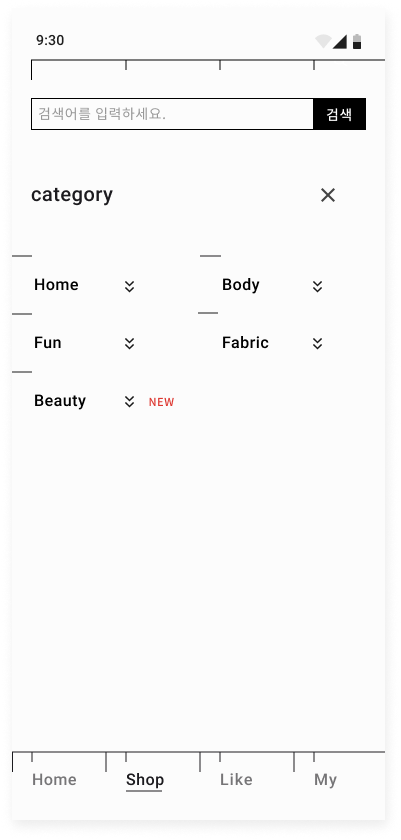 9:30
검색어를 입력하세요.
검색
category
Home
Body
Fun
Fabric
Beauty NEW
Home Shop Like My